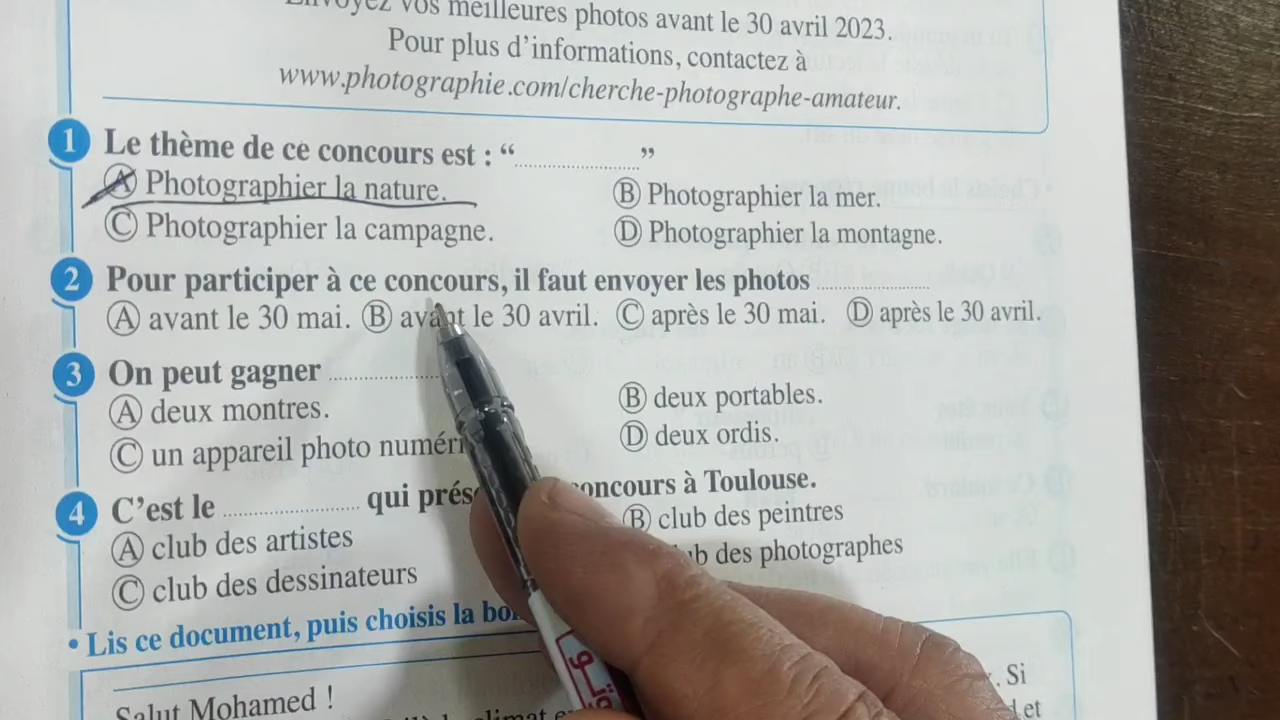 Envoyez vos meilleures photos avant le 30 avril 2023.
Pour plus d'informations, contactez à
www.photographie.com/cherche-photographe-amateur.
1 Le thème de ce concours est : “ .................... ”
A Photographier la nature. B Photographier la mer.
C Photographier la campagne. D Photographier la montagne.
2 Pour participer à ce concours, il faut envoyer les photos ....................
A avant le 30 mai. B avant le 30 avril. C après le 30 mai. D après le 30 avril.
3 On peut gagner ....................
A deux montres. B deux portables.
C un appareil photo numéri D deux ordis.
4 C'est le .................... qui prés concours à Toulouse.
A club des artistes B club des peintres
C club des dessinateurs ub des photographes
• Lis ce document, puis choisis la bo
Salut Mohamed ! Si
climat et